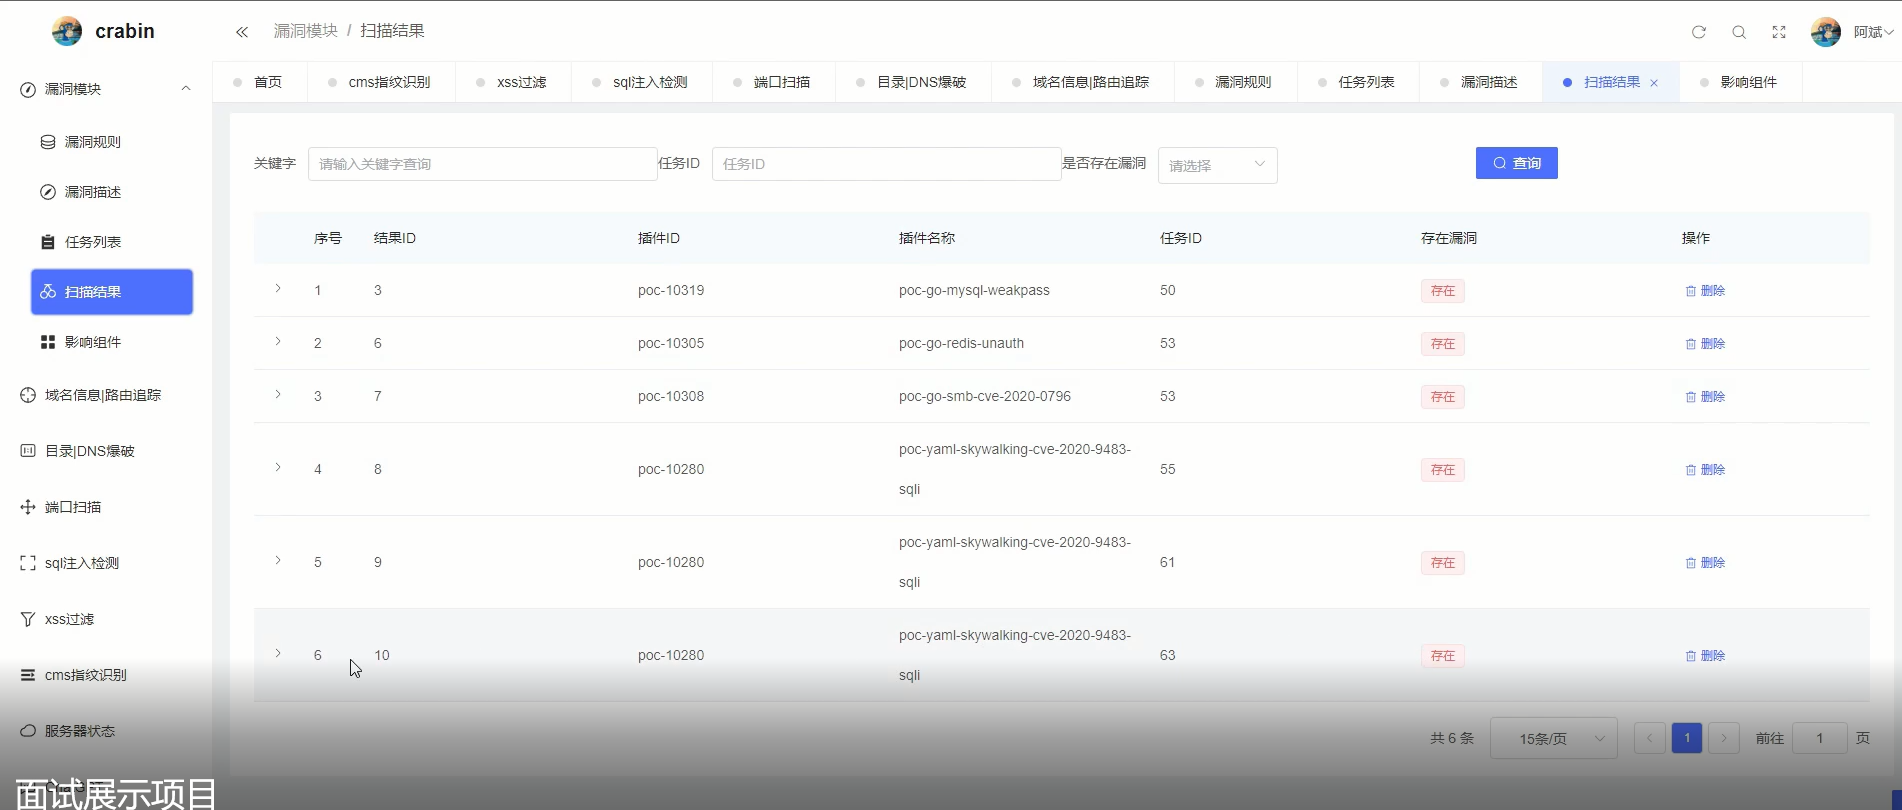 crabin
漏洞模块 / 扫描结果
阿斌
首页
cms指纹识别
xss过滤
sql注入检测
端口扫描
目录|DNS爆破
域名信息|路由追踪
漏洞规则
任务列表
漏洞描述
扫描结果 ×
影响组件
漏洞模块
漏洞规则
漏洞描述
任务列表
扫描结果
影响组件
域名信息|路由追踪
目录|DNS爆破
端口扫描
sql注入检测
xss过滤
cms指纹识别
服务器状态
关键字 请输入关键字查询 任务ID 任务ID 是否存在漏洞 请选择 查询
序号 结果ID 插件ID 插件名称 任务ID 存在漏洞 操作
1 3 poc-10319 poc-go-mysql-weakpass 50 存在 删除
2 6 poc-10305 poc-go-redis-unauth 53 存在 删除
3 7 poc-10308 poc-go-smb-cve-2020-0796 53 存在 删除
4 8 poc-10280 poc-yaml-skywalking-cve-2020-9483-
sqli 55 存在 删除
5 9 poc-10280 poc-yaml-skywalking-cve-2020-9483-
sqli 61 存在 删除
6 10 poc-10280 poc-yaml-skywalking-cve-2020-9483-
sqli 63 存在 删除
共 6 条 15条/页 1 前往 1 页
面试展示项目